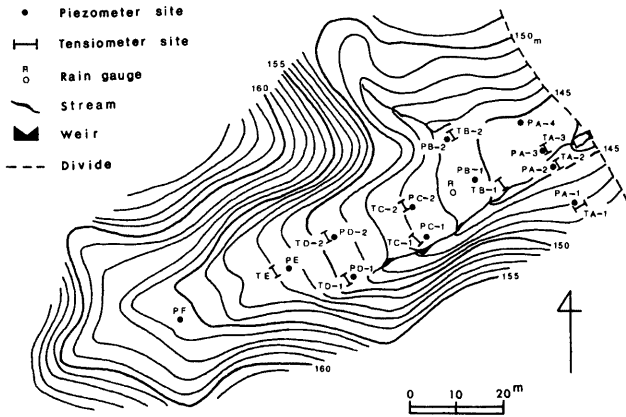 Piezometer site
Tensiometer site
R Rain gauge
Stream
Weir
Divide
155
160
150m
145
PA-4
TB-2
PB-2
TA-3
PA-3
TA-2
PA-2
145
PB-1
R
TB-1
PC-2
TC-2
PA-1
TA-1
PD-2
TD-2
PC-1
TC-1
150
PE
TE
PD-1
TD-1
155
PF
160
0 10 20 m